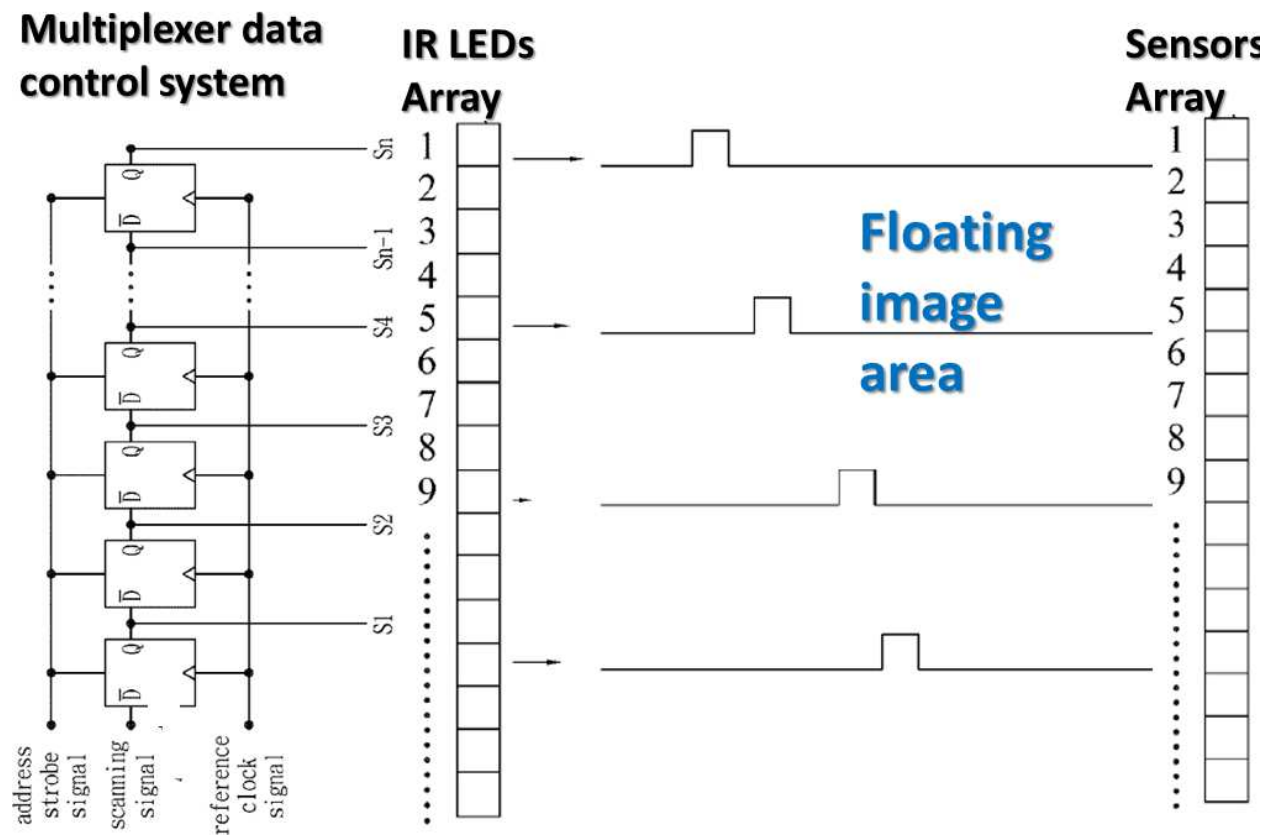 Multiplexer data
control system
IR LEDs
Array
Sensors
Array
Q
D̅
Sn
Sn-1
Q
D̅
S4
Q
D̅
S3
Q
D̅
S2
Q
D̅
S1
address
strobe
signal
scanning
signal
reference
clock
signal
1
2
3
4
5
6
7
8
9
Floating
image
area
1
2
3
4
5
6
7
8
9